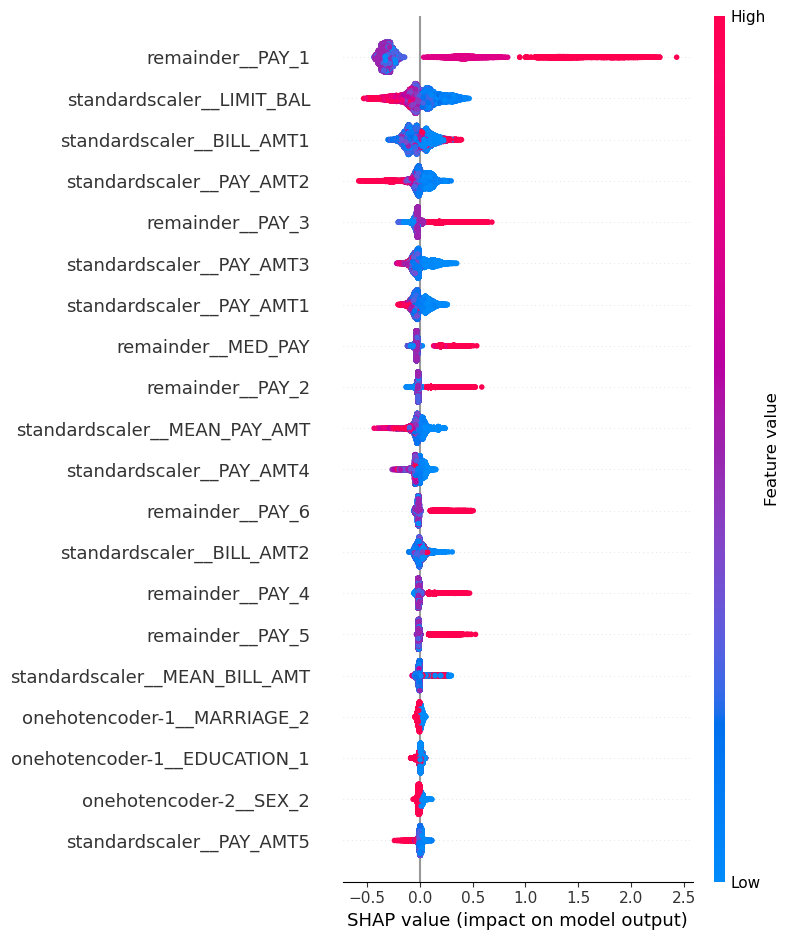 High
remainder__PAY_1
standardscaler__LIMIT_BAL
standardscaler__BILL_AMT1
standardscaler__PAY_AMT2
remainder__PAY_3
standardscaler__PAY_AMT3
standardscaler__PAY_AMT1
remainder__MED_PAY
remainder__PAY_2
standardscaler__MEAN_PAY_AMT
standardscaler__PAY_AMT4
remainder__PAY_6
standardscaler__BILL_AMT2
remainder__PAY_4
remainder__PAY_5
standardscaler__MEAN_BILL_AMT
onehotencoder-1__MARRIAGE_2
onehotencoder-1__EDUCATION_1
onehotencoder-2__SEX_2
standardscaler__PAY_AMT5
Feature value
Low
−0.5 0.0 0.5 1.0 1.5 2.0 2.5
SHAP value (impact on model output)